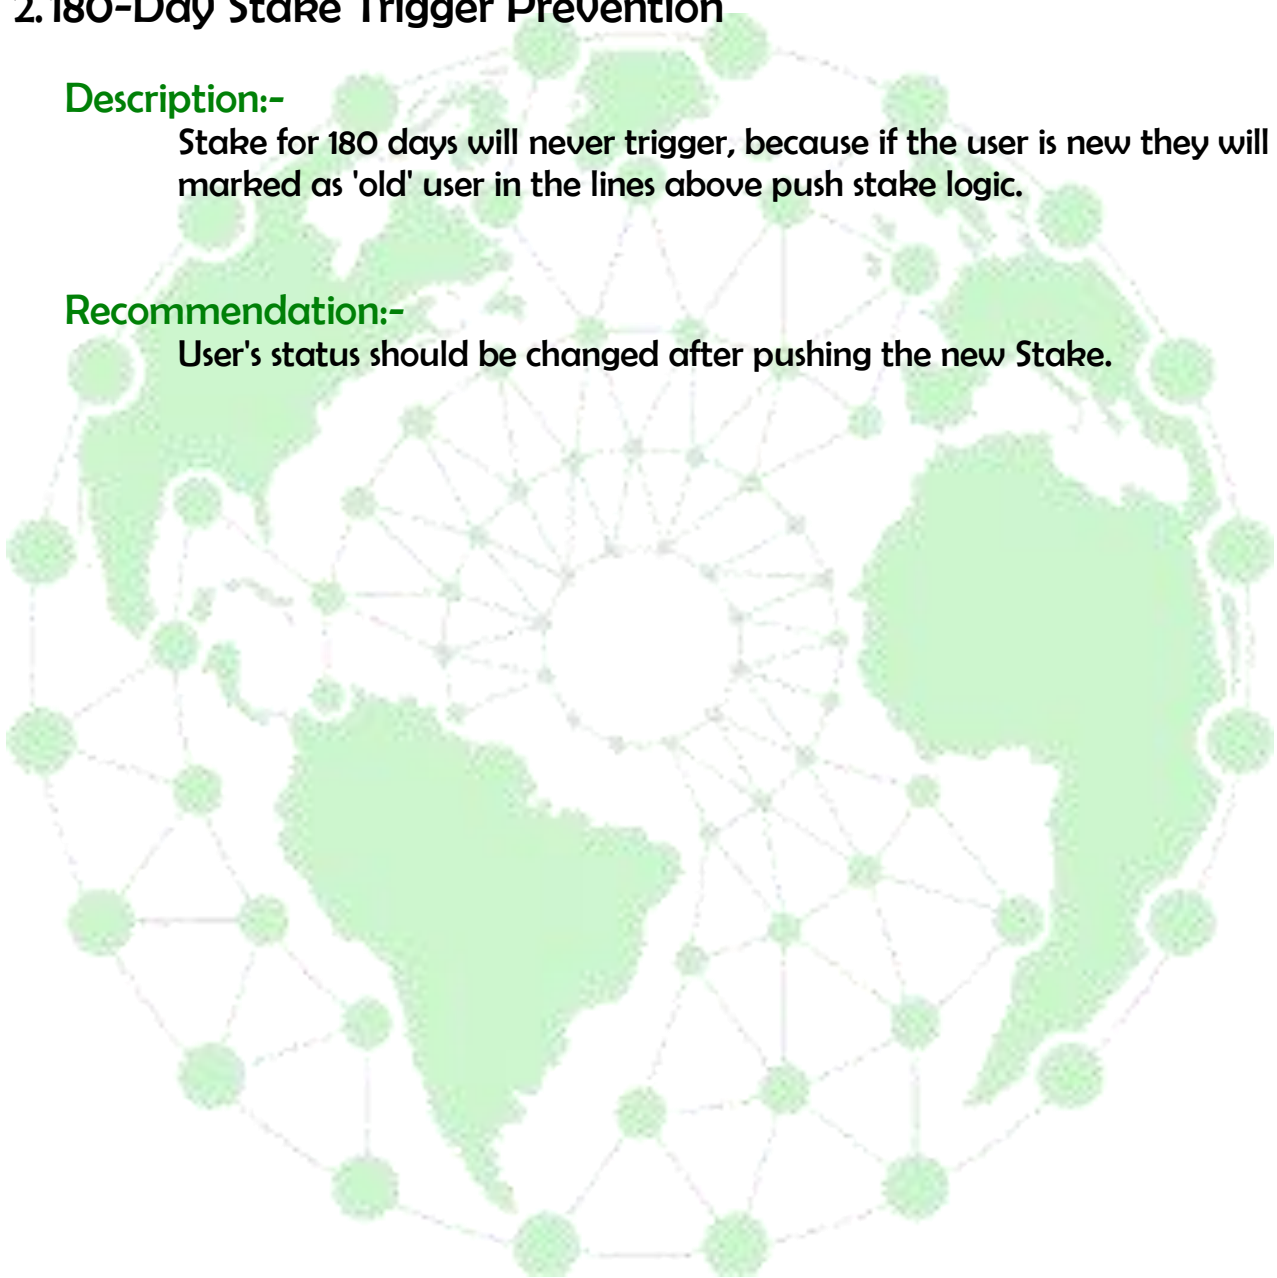 2. 180-Day Stake Trigger Prevention
Description:-
Stake for 180 days will never trigger, because if the user is new they will
marked as 'old' user in the lines above push stake logic.
Recommendation:-
User's status should be changed after pushing the new Stake.